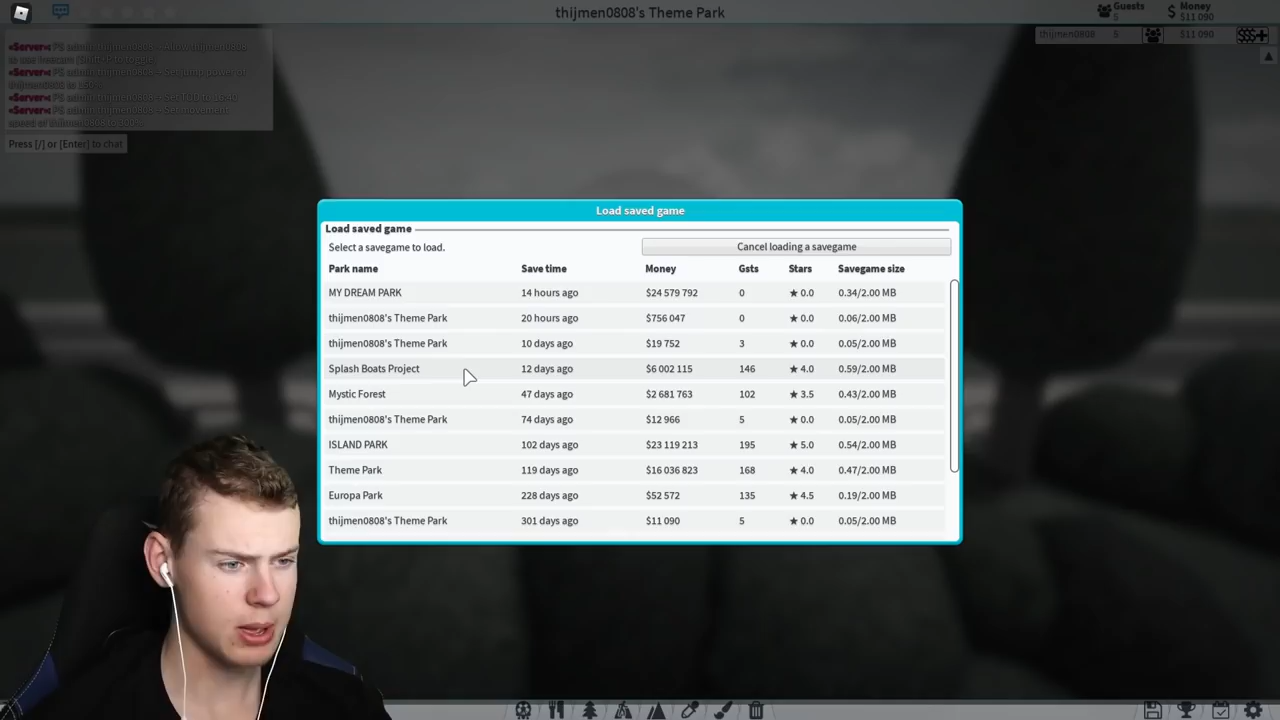 thijmen0808's Theme Park
Guests
5
Money
$11 090
thijmen0808 5 $11 090 $$$+
Press [/] or [Enter] to chat
Load saved game
Load saved game
Select a savegame to load.
Cancel loading a savegame
Park name Save time Money Gsts Stars Savegame size
MY DREAM PARK 14 hours ago $24 579 792 0 ★ 0.0 0.34/2.00 MB
thijmen0808's Theme Park 20 hours ago $756 047 0 ★ 0.0 0.06/2.00 MB
thijmen0808's Theme Park 10 days ago $19 752 3 ★ 0.0 0.05/2.00 MB
Splash Boats Project 12 days ago $6 002 115 146 ★ 4.0 0.59/2.00 MB
Mystic Forest 47 days ago $2 681 763 102 ★ 3.5 0.43/2.00 MB
thijmen0808's Theme Park 74 days ago $12 966 5 ★ 0.0 0.05/2.00 MB
ISLAND PARK 102 days ago $23 119 213 195 ★ 5.0 0.54/2.00 MB
Theme Park 119 days ago $16 036 823 168 ★ 4.0 0.47/2.00 MB
Europa Park 228 days ago $52 572 135 ★ 4.5 0.19/2.00 MB
thijmen0808's Theme Park 301 days ago $11 090 5 ★ 0.0 0.05/2.00 MB